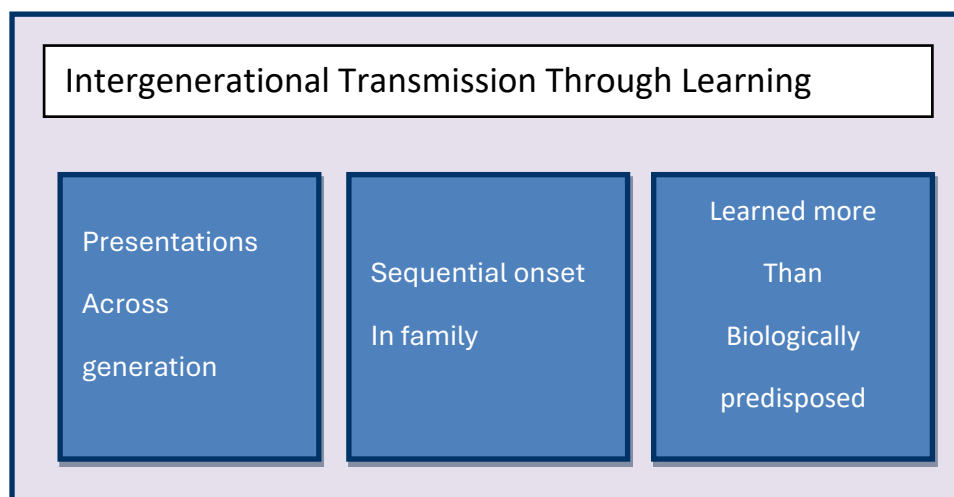 Intergenerational Transmission Through Learning
Presentations
Across
generation
Sequential onset
In family
Learned more
Than
Biologically
predisposed